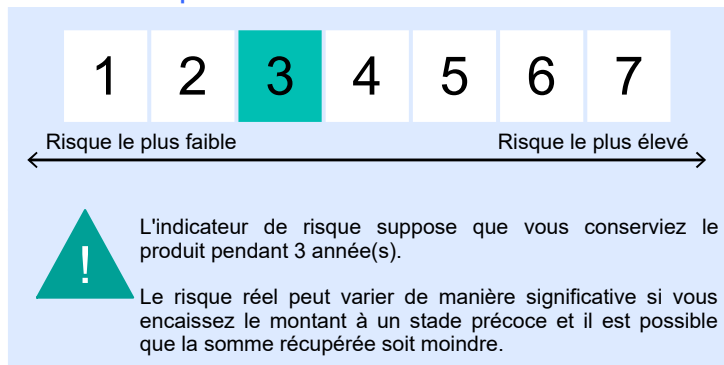 1 2 3 4 5 6 7
Risque le plus faible Risque le plus élevé
!
L'indicateur de risque suppose que vous conserviez le
produit pendant 3 année(s).
Le risque réel peut varier de manière significative si vous
encaissez le montant à un stade précoce et il est possible
que la somme récupérée soit moindre.